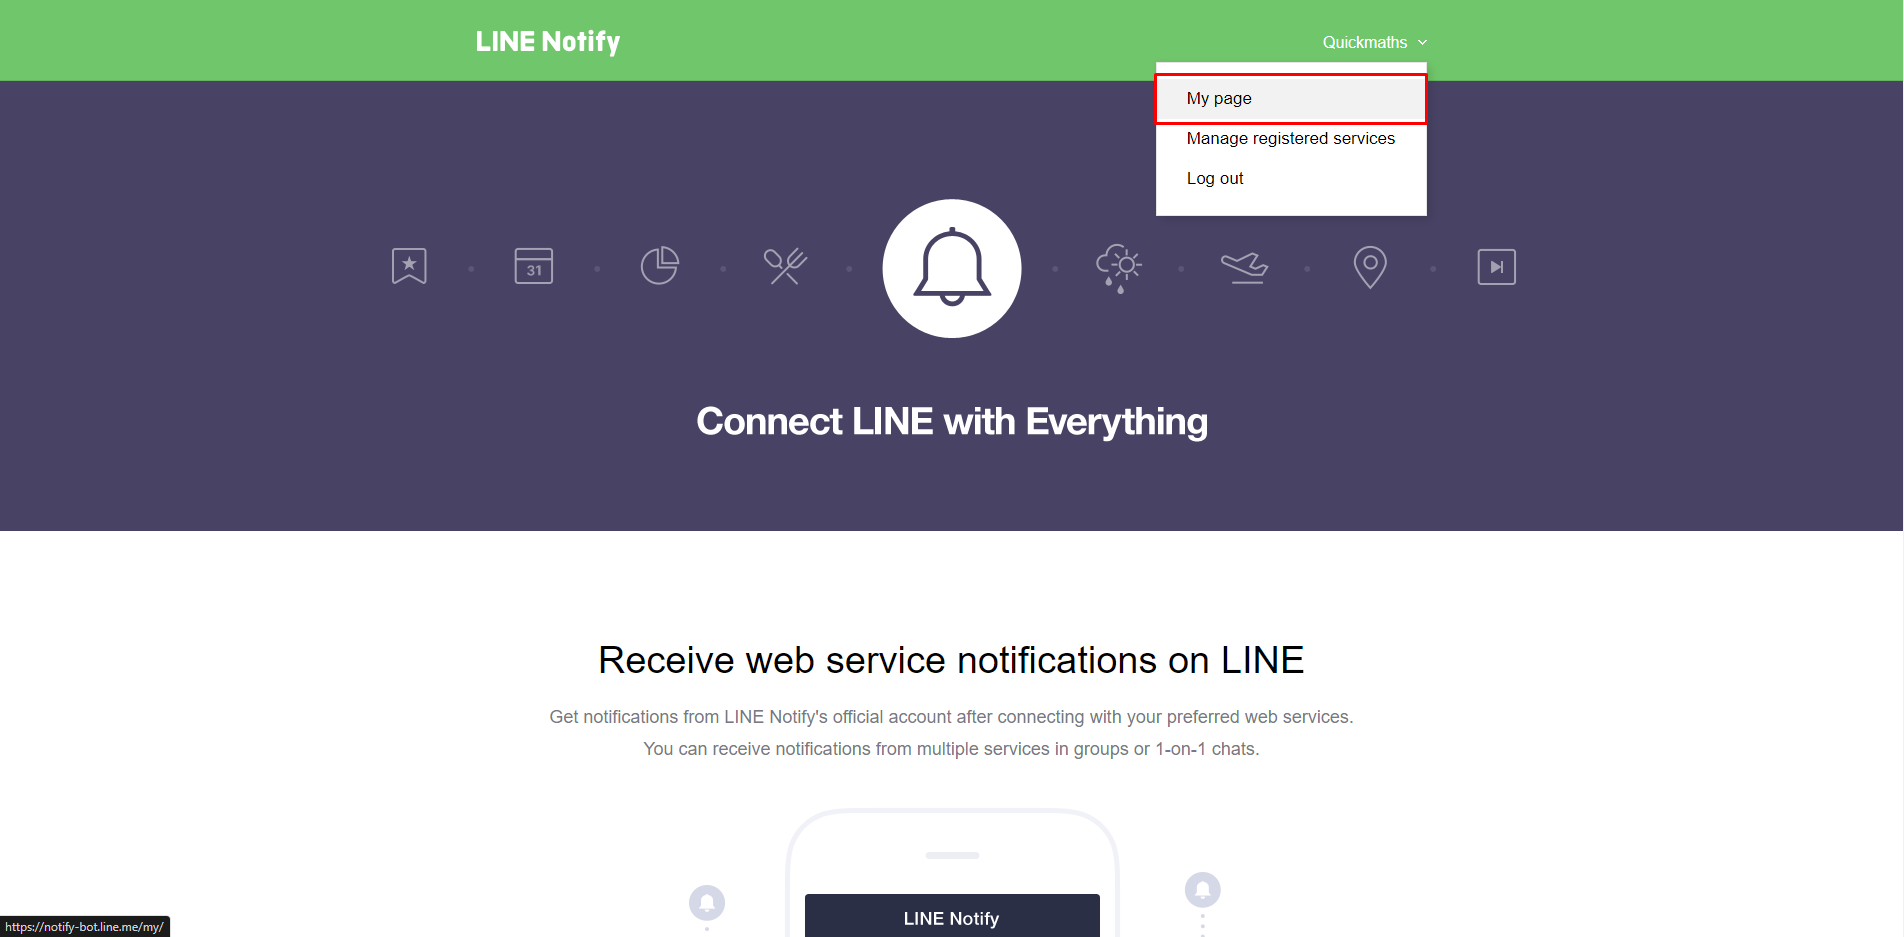 LINE Notify
Quickmaths
My page
Manage registered services
Log out
31
Connect LINE with Everything
Receive web service notifications on LINE
Get notifications from LINE Notify's official account after connecting with your preferred web services.
You can receive notifications from multiple services in groups or 1-on-1 chats.
LINE Notify
https://notify-bot.line.me/my/